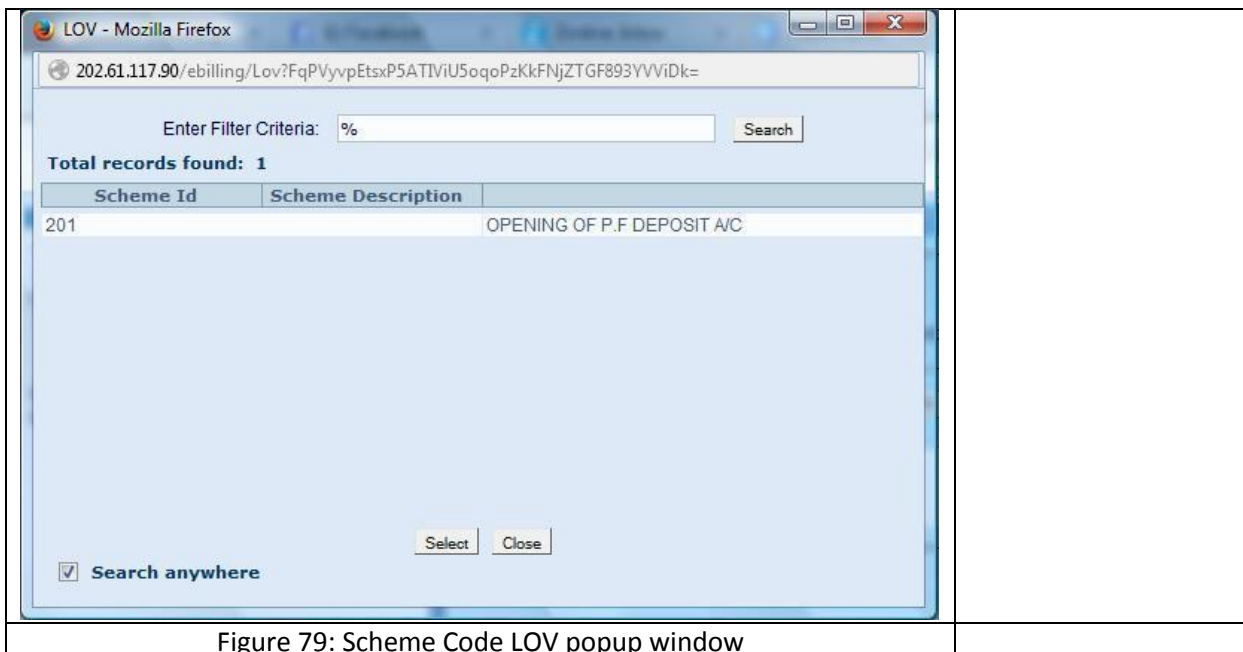 LOV - Mozilla Firefox
202.61.117.90/ebilling/Lov?FqPVyvpEtsxP5ATIViU5oqoPzKkFNjZTGF893YVViDk=
Enter Filter Criteria: % Search
Total records found: 1
Scheme Id Scheme Description
201 OPENING OF P.F DEPOSIT A/C
Select Close
Search anywhere
Figure 79: Scheme Code LOV popup window